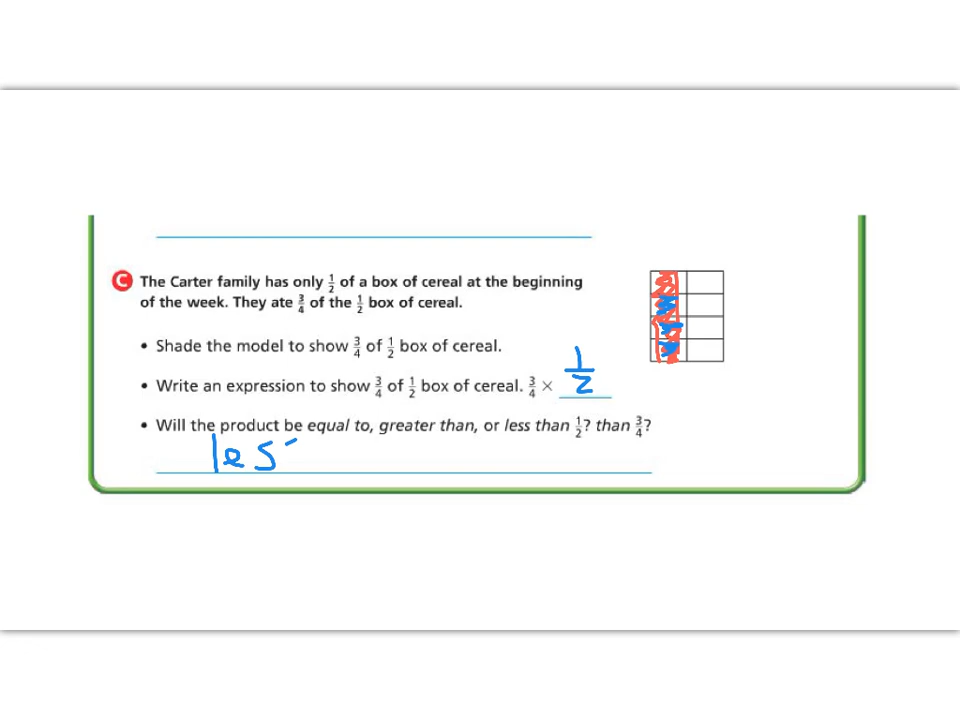 C The Carter family has only 1/2 of a box of cereal at the beginning
of the week. They ate 3/4 of the 1/2 box of cereal.
• Shade the model to show 3/4 of 1/2 box of cereal.
• Write an expression to show 3/4 of 1/2 box of cereal. 3/4 × 1/2
• Will the product be equal to, greater than, or less than 1/2? than 3/4?
les